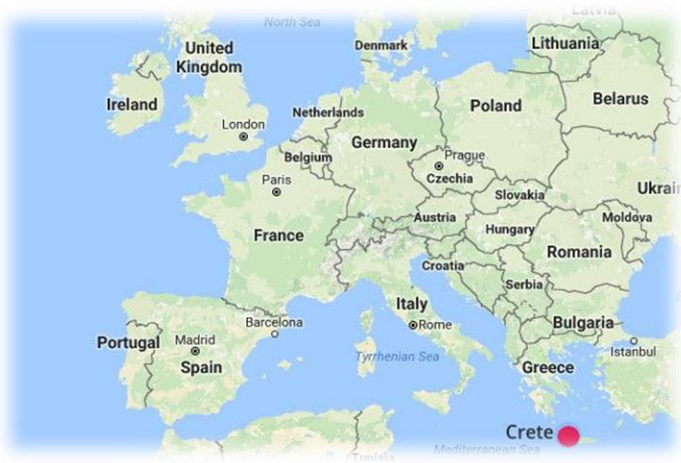 North Sea
Latvia
Denmark
Lithuania
United
Kingdom
Ireland
Belarus
Poland
Netherlands
London
Germany
Belgium
Prague
Paris
Czechia
Ukrain
Slovakia
Austria
Moldova
Hungary
France
Romania
Croatia
Serbia
Italy
Bulgaria
Barcelona
Rome
Portugal
Madrid
Istanbul
Tyrrhenian Sea
Spain
Greece
Crete
Mediterranean Sea
Tunisia